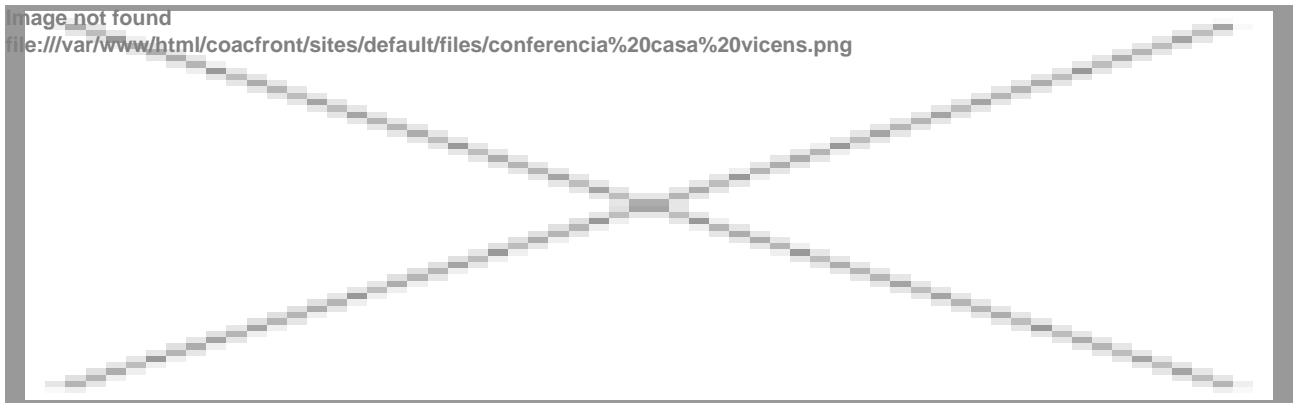 Image not found
file:///var/www/html/coacfront/sites/default/files/conferencia%20casa%20vicens.png